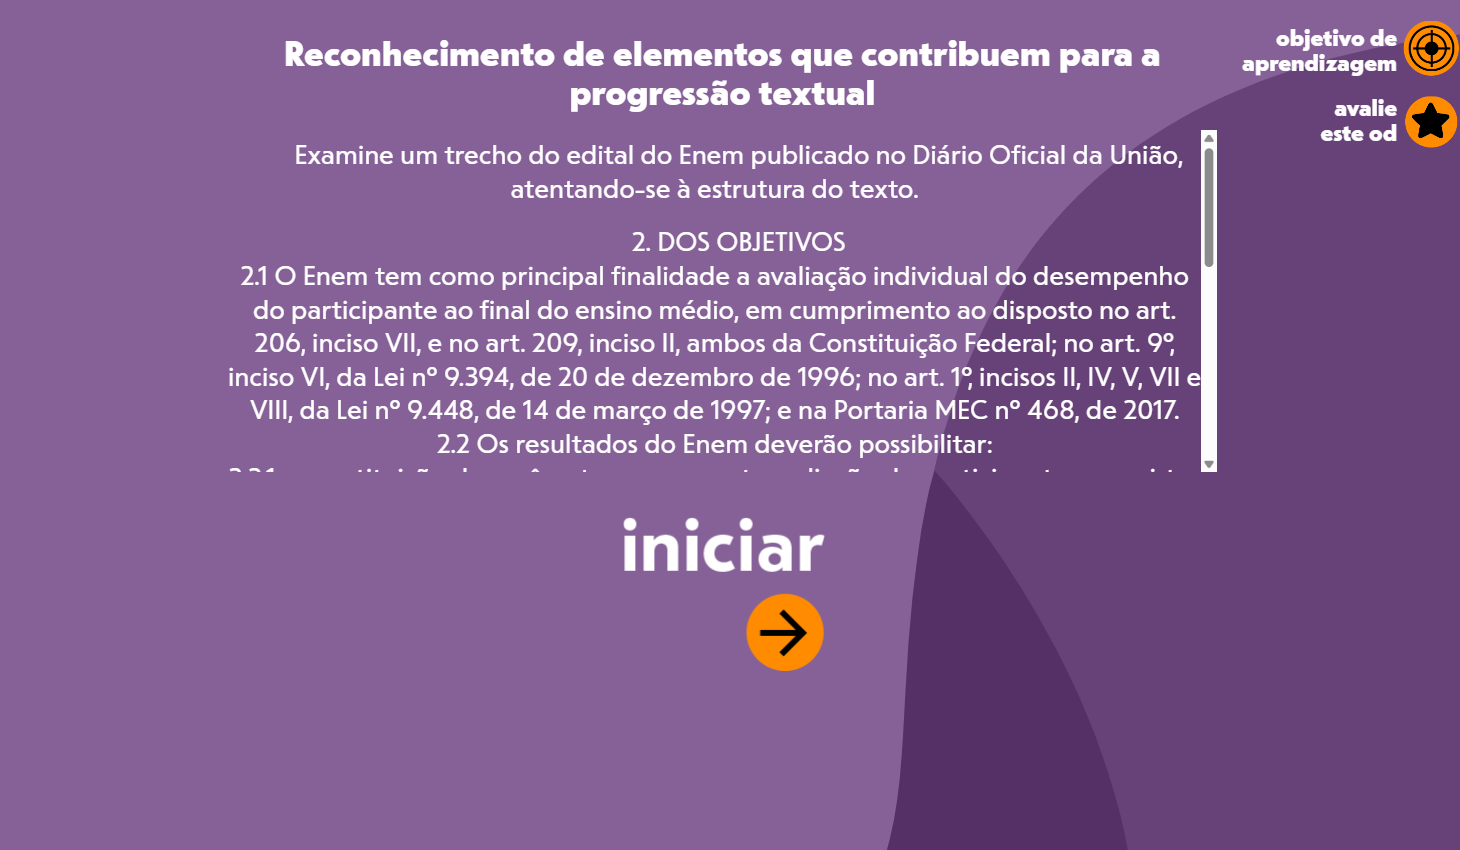 Reconhecimento de elementos que contribuem para a
progressão textual
objetivo de
aprendizagem
avalie
este od
Examine um trecho do edital do Enem publicado no Diário Oficial da União,
atentando-se à estrutura do texto.
2. DOS OBJETIVOS
2.1 O Enem tem como principal finalidade a avaliação individual do desempenho
do participante ao final do ensino médio, em cumprimento ao disposto no art.
206, inciso VII, e no art. 209, inciso II, ambos da Constituição Federal; no art. 9º,
inciso VI, da Lei nº 9.394, de 20 de dezembro de 1996; no art. 1º, incisos II, IV, V, VII e
VIII, da Lei nº 9.448, de 14 de março de 1997; e na Portaria MEC nº 468, de 2017.
2.2 Os resultados do Enem deverão possibilitar:
iniciar